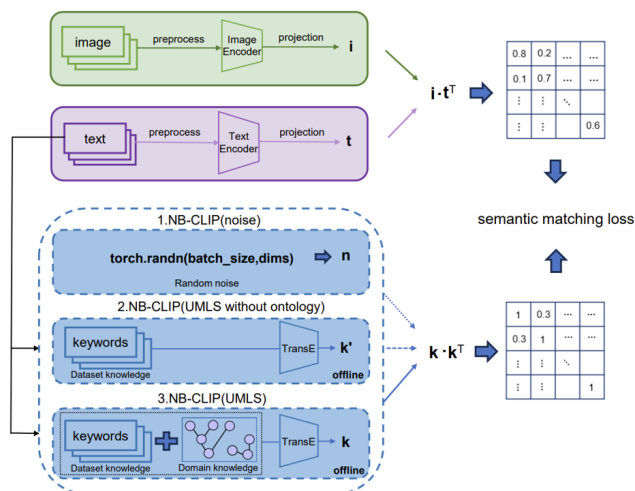 image
preprocess
Image
Encoder
projection
i
text
preprocess
Text
Encoder
projection
t
i·tT
0.8 0.2 ... ...
0.1 0.7 ... ...
⋮ ⋮ ⋱
⋮ ⋮ 0.6
semantic matching loss
1.NB-CLIP(noise)
torch.randn(batch_size,dims)
n
Random noise
2.NB-CLIP(UMLS without ontology)
keywords
TransE
k'
Dataset knowledge
offline
3.NB-CLIP(UMLS)
keywords
TransE
k
Dataset knowledge
Domain knowledge
offline
k·kT
1 0.3 ... ...
0.3 1 ... ...
⋮ ⋮ ⋱
⋮ ⋮ 1